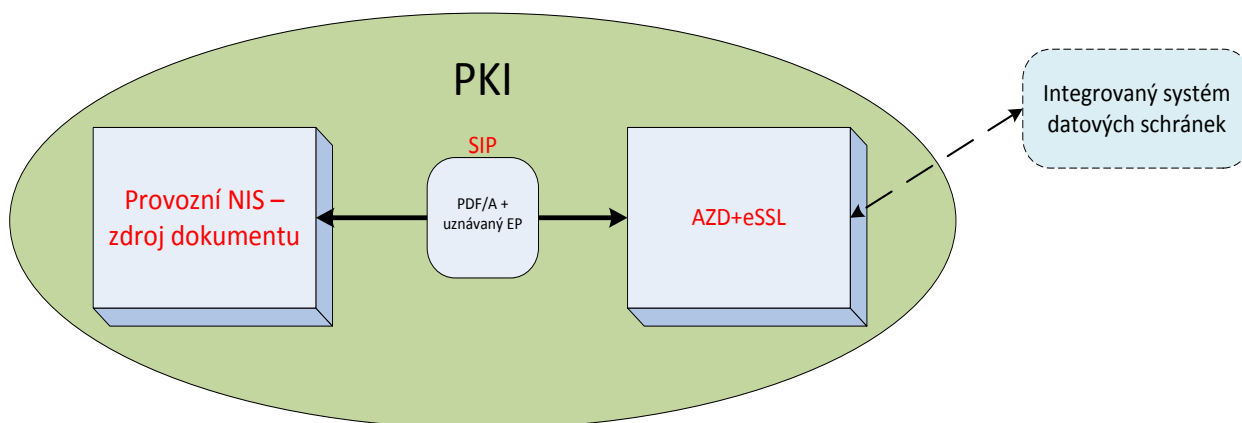 PKI
SIP
Provozní NIS –
zdroj dokumentu
PDF/A +
uznávaný EP
AZD+eSSL
Integrovaný systém
datových schránek